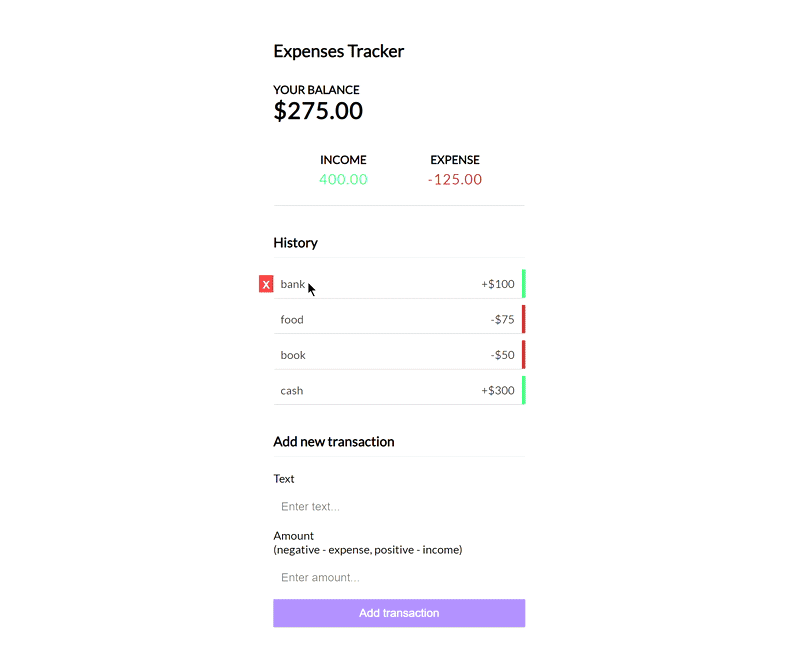 Expenses Tracker
YOUR BALANCE
$275.00
INCOME EXPENSE
400.00 -125.00
History
x bank +$100
food -$75
book -$50
cash +$300
Add new transaction
Text
Enter text...
Amount
(negative - expense, positive - income)
Enter amount...
Add transaction